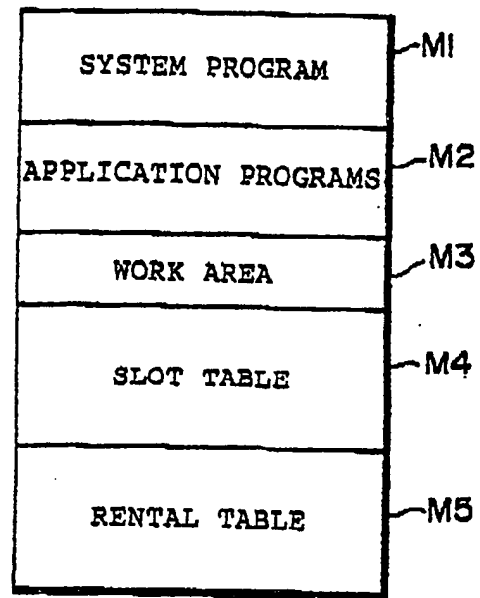 SYSTEM PROGRAM M1
APPLICATION PROGRAMS M2
WORK AREA M3
SLOT TABLE M4
RENTAL TABLE M5